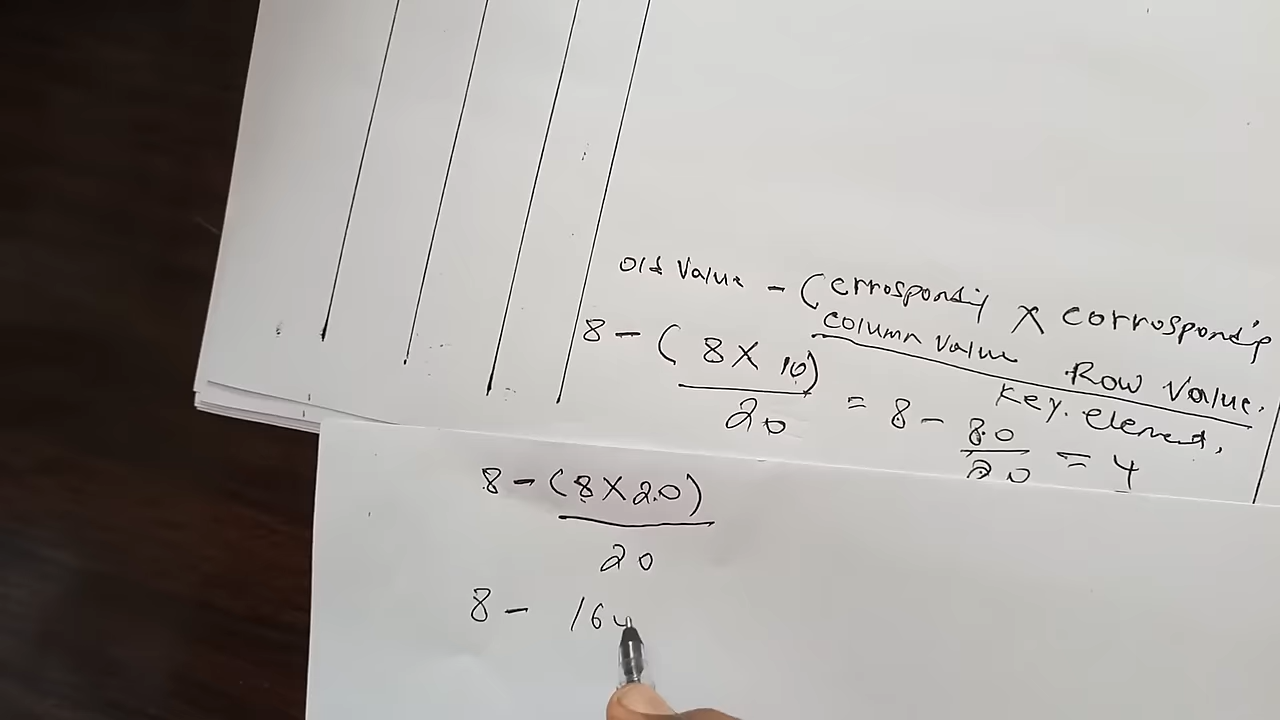 Old Value - (Corrospondig X corrospondig
column value Row Value.
Key. element,
8 - (8 X 10)
20
= 8 - 80
20
= 4
8 - (8 X 20)
20
8 - 16